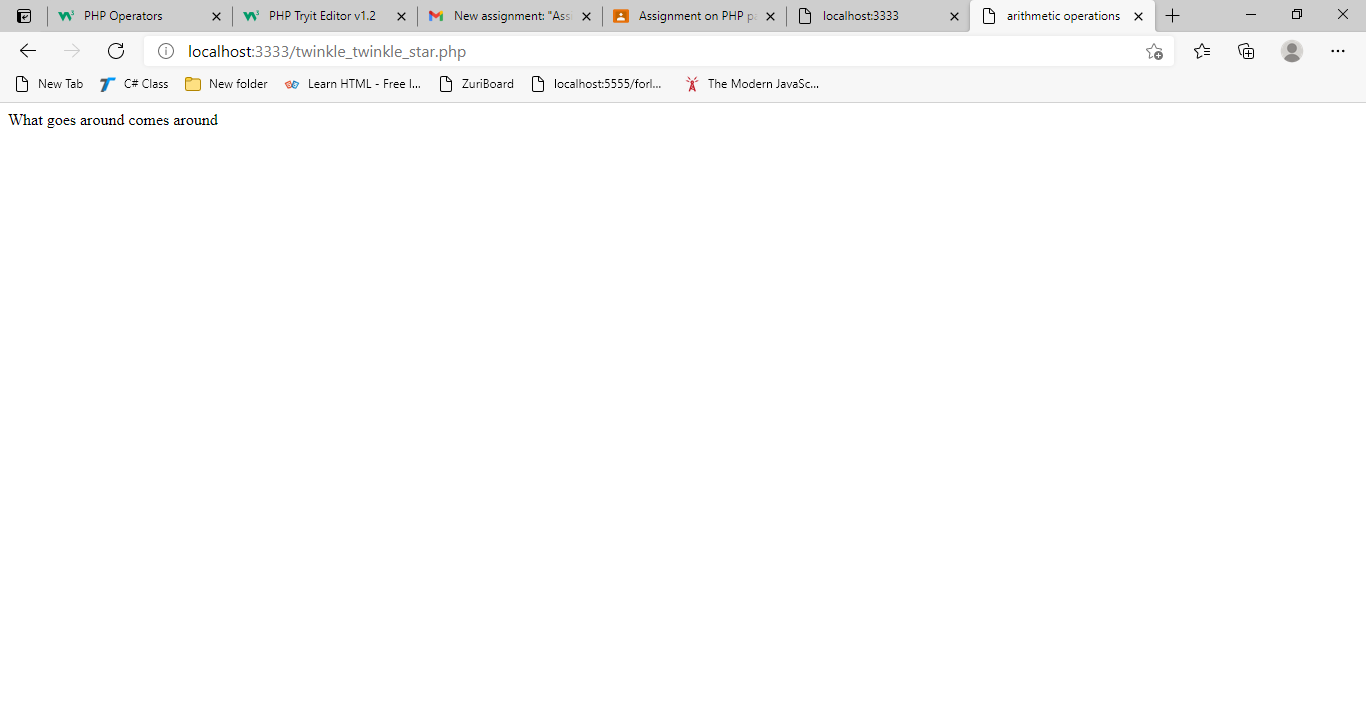 PHP Operators
PHP Tryit Editor v1.2
New assignment: "Ass
Assignment on PHP p
localhost:3333
arithmetic operations
localhost:3333/twinkle_twinkle_star.php
New Tab
C# Class
New folder
Learn HTML - Free I...
ZuriBoard
localhost:5555/forl...
The Modern JavaSc...
What goes around comes around